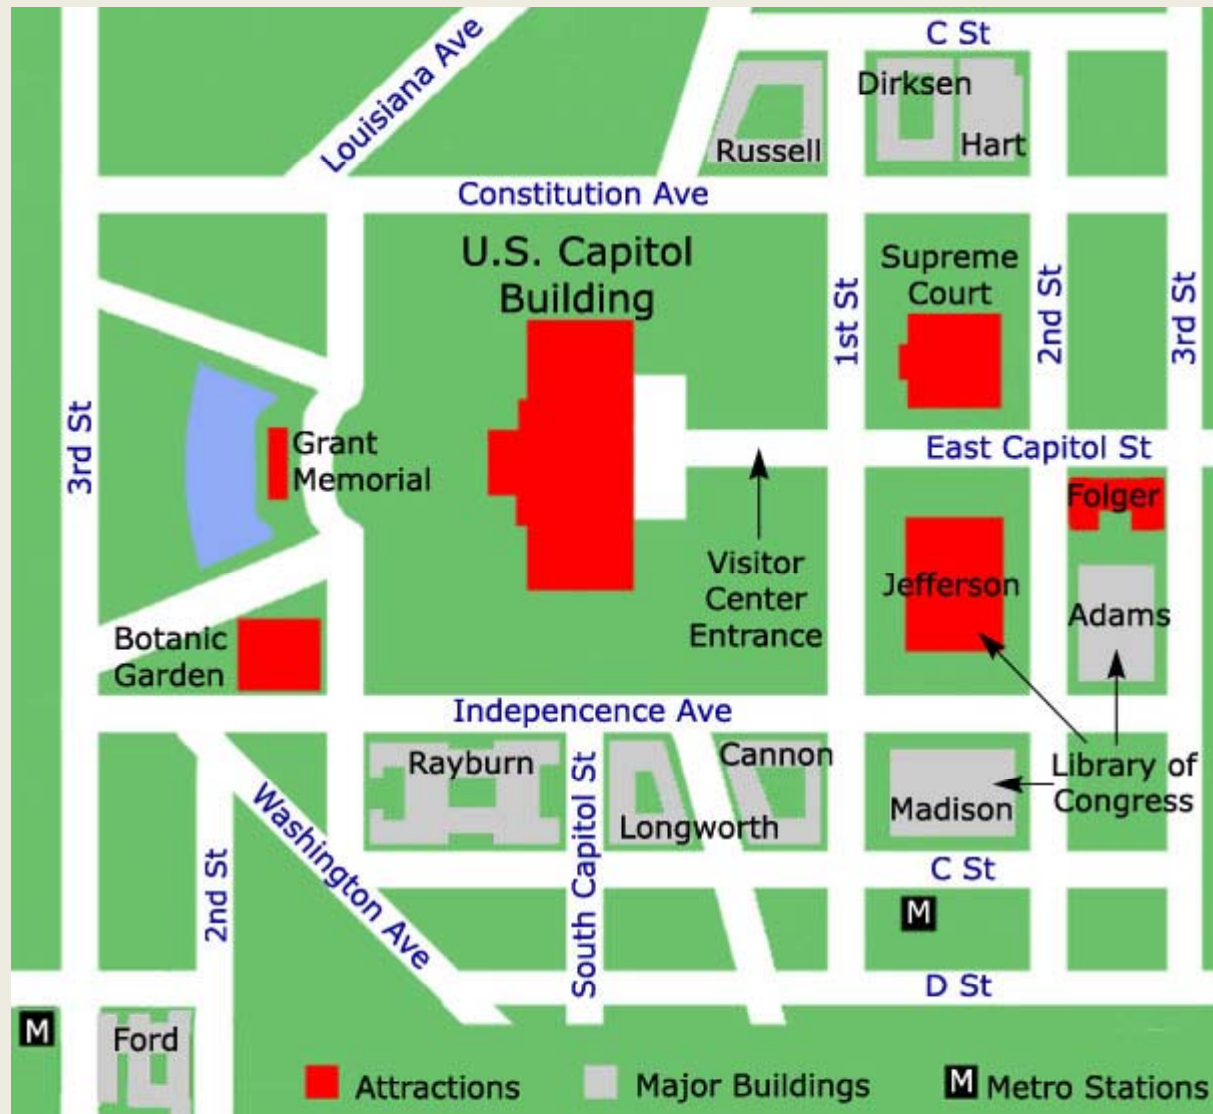 Louisiana Ave
C St
Dirksen
Russell
Hart
Constitution Ave
U.S. Capitol
Building
Supreme
Court
1st St
2nd St
3rd St
3rd St
Grant
Memorial
East Capitol St
Folger
Visitor
Center
Entrance
Jefferson
Adams
Botanic
Garden
Indepencence Ave
Rayburn
South Capitol St
Cannon
Longworth
Library of
Congress
Madison
Washington Ave
2nd St
C St
M
D St
M
Ford
Attractions
Major Buildings
M Metro Stations